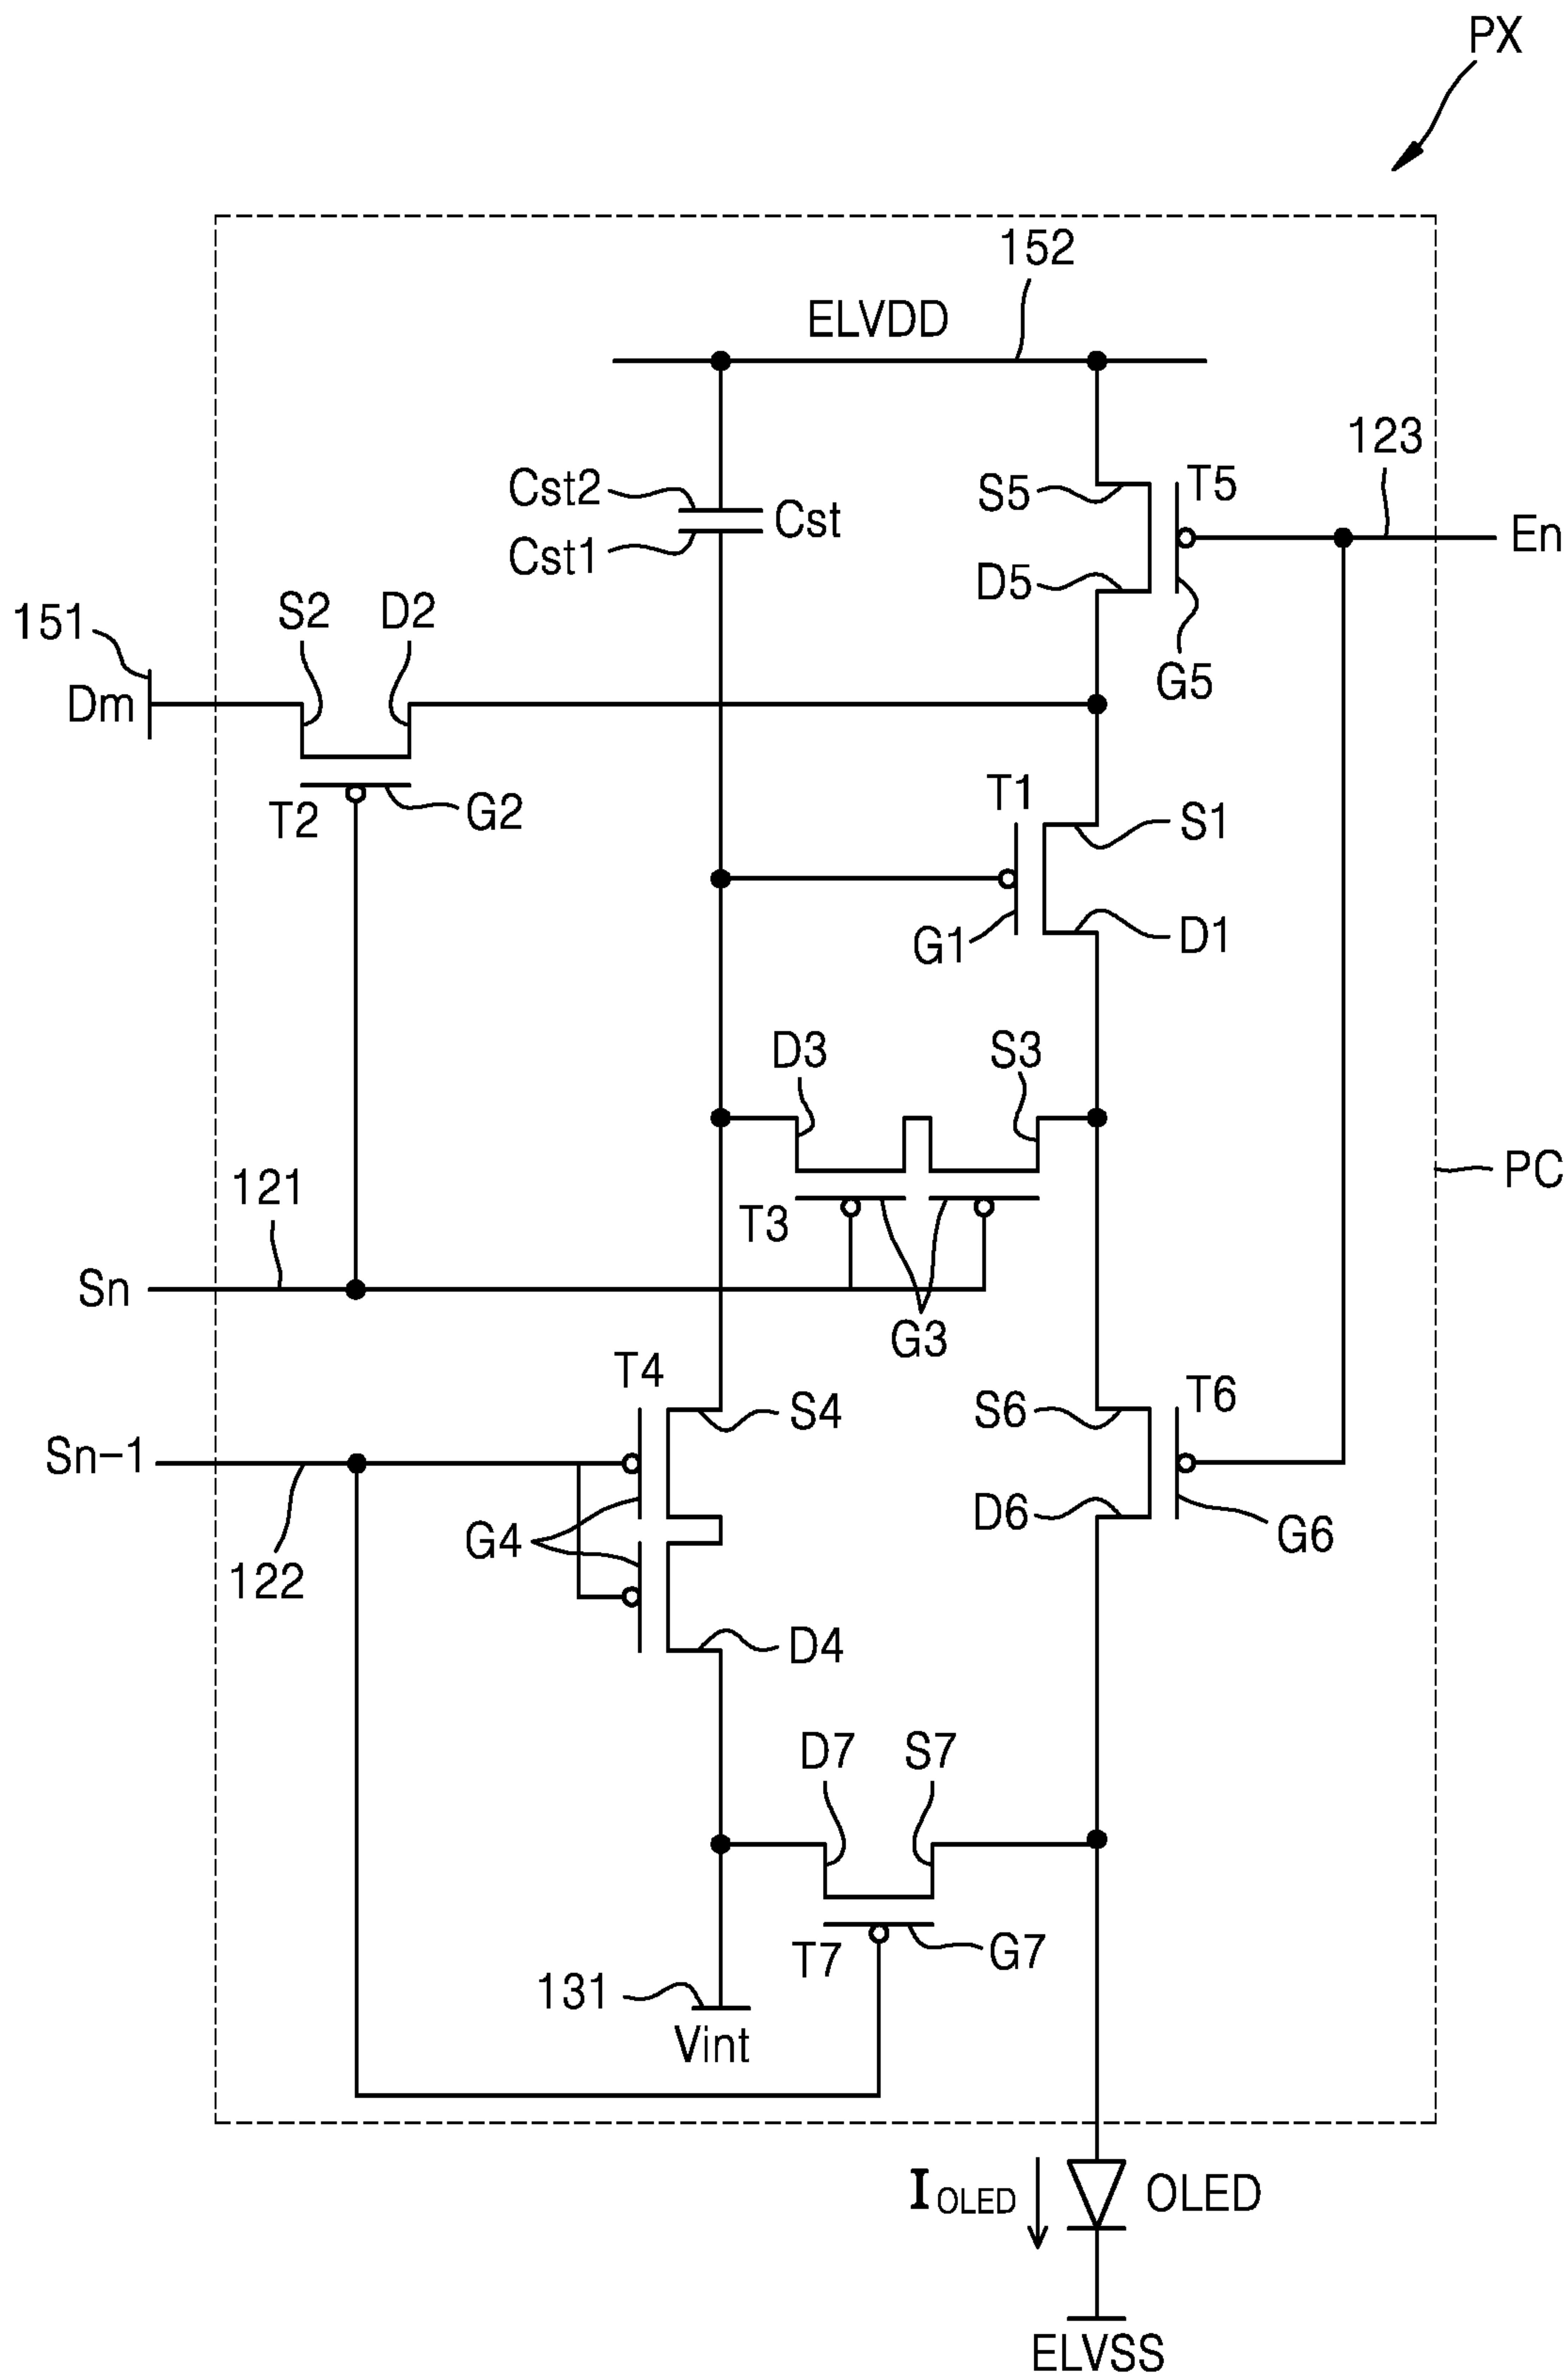 PX
152
ELVDD
123
Cst2
S5
T5
Cst
En
Cst1
D5
151
S2
D2
G5
Dm
T1
T2
G2
S1
G1
D1
D3
S3
121
PC
T3
Sn
G3
T4
S4
S6
T6
Sn-1
G4
D6
G6
122
D4
D7
S7
T7
G7
131
Vint
IOLED
OLED
ELVSS